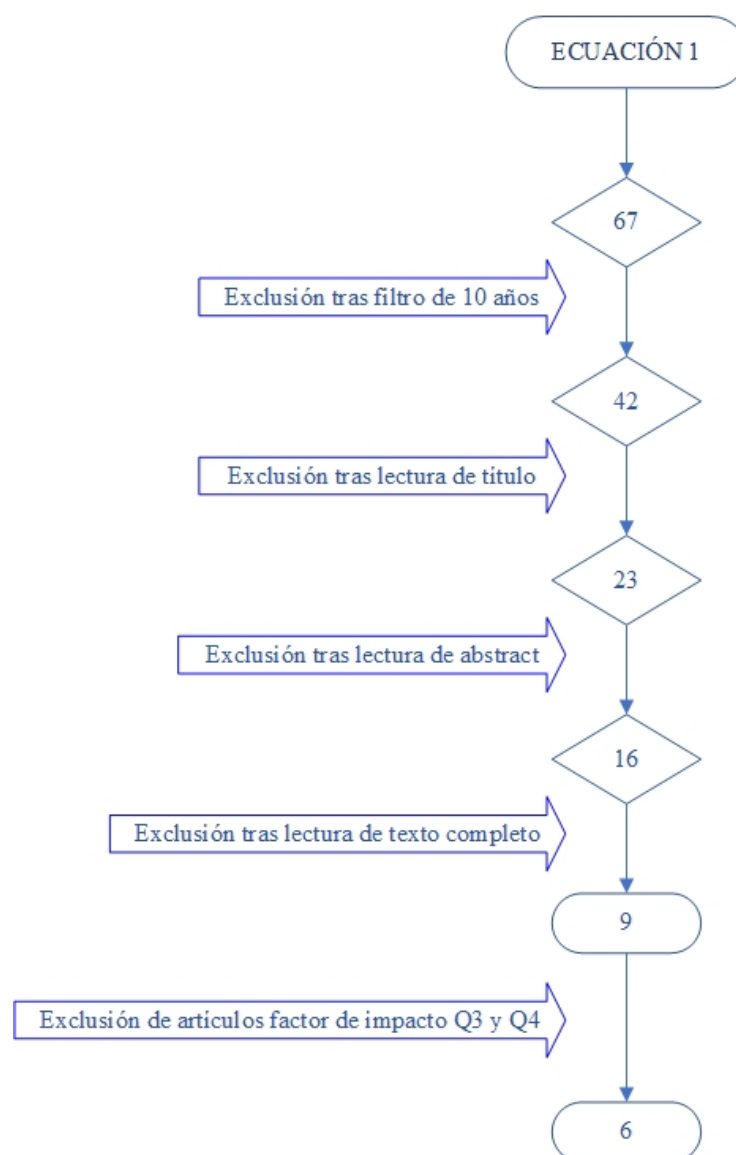 ECUACIÓN 1
67
Exclusión tras filtro de 10 años
42
Exclusión tras lectura de título
23
Exclusión tras lectura de abstract
16
Exclusión tras lectura de texto completo
9
Exclusión de artículos factor de impacto Q3 y Q4
6